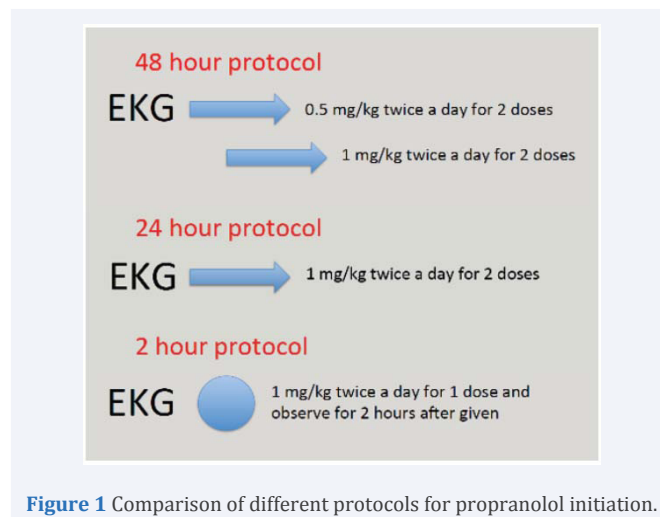 48 hour protocol
EKG 0.5 mg/kg twice a day for 2 doses
1 mg/kg twice a day for 2 doses
24 hour protocol
EKG 1 mg/kg twice a day for 2 doses
2 hour protocol
EKG 1 mg/kg twice a day for 1 dose and
observe for 2 hours after given
Figure 1 Comparison of different protocols for propranolol initiation.